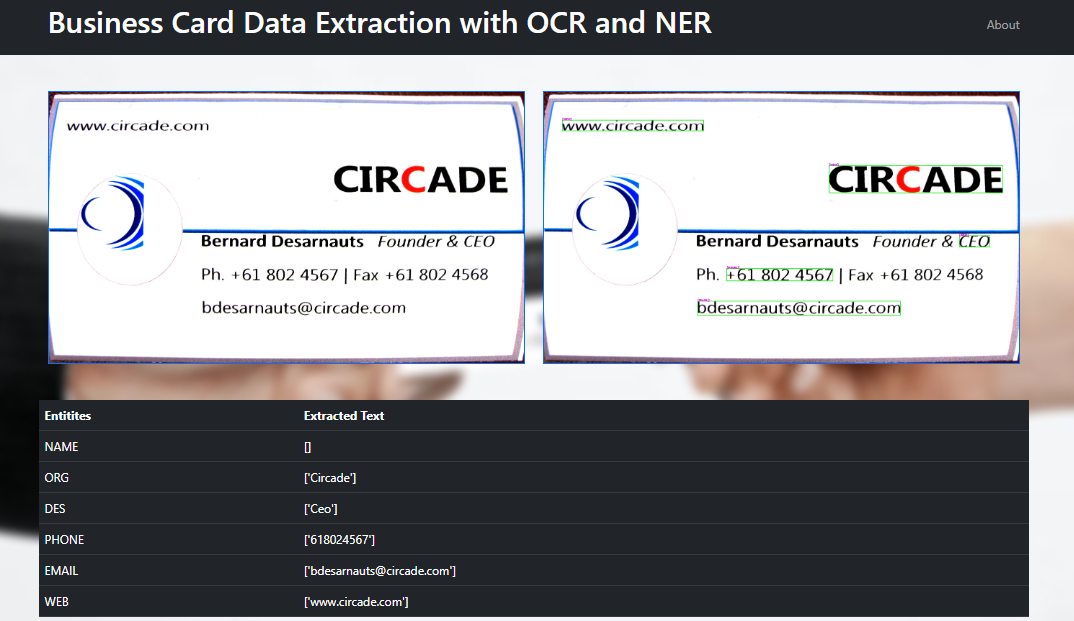 Business Card Data Extraction with OCR and NER
About
www.circade.com
CIRCADE
Bernard Desarnauts Founder & CEO
Ph. +61 802 4567 | Fax +61 802 4568
bdesarnauts@circade.com
www.circade.com
CIRCADE
Bernard Desarnauts Founder & CEO
Ph. +61 802 4567 | Fax +61 802 4568
bdesarnauts@circade.com
Entitites Extracted Text
NAME []
ORG ['Circade']
DES ['Ceo']
PHONE ['618024567']
EMAIL ['bdesarnauts@circade.com']
WEB ['www.circade.com']